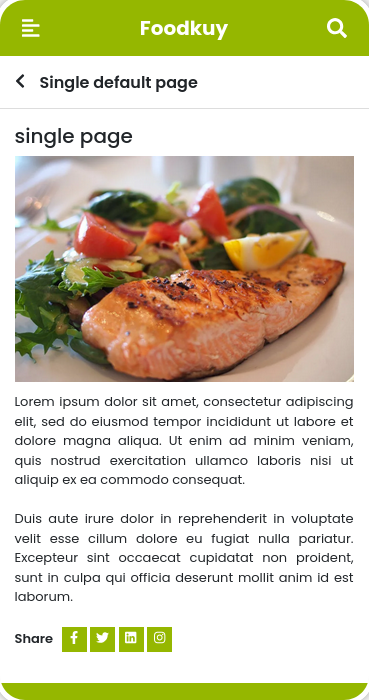 Foodkuy
Single default page
single page
Lorem ipsum dolor sit amet, consectetur adipiscing
elit, sed do eiusmod tempor incididunt ut labore et
dolore magna aliqua. Ut enim ad minim veniam,
quis nostrud exercitation ullamco laboris nisi ut
aliquip ex ea commodo consequat.
Duis aute irure dolor in reprehenderit in voluptate
velit esse cillum dolore eu fugiat nulla pariatur.
Excepteur sint occaecat cupidatat non proident,
sunt in culpa qui officia deserunt mollit anim id est
laborum.
Share